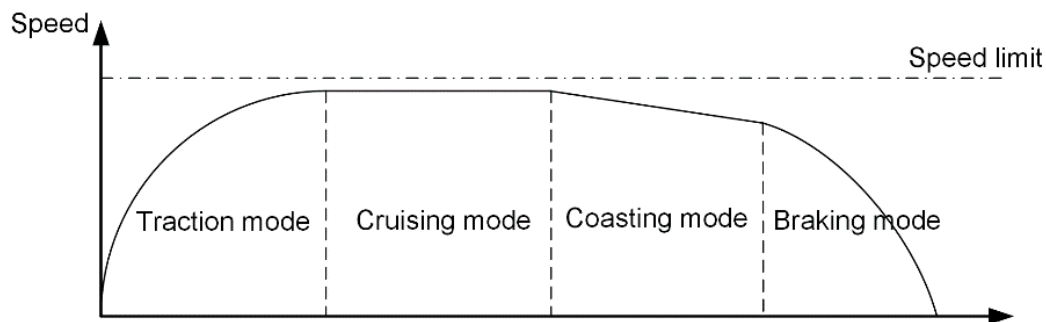 Speed
Speed limit
Traction mode
Cruising mode
Coasting mode
Braking mode